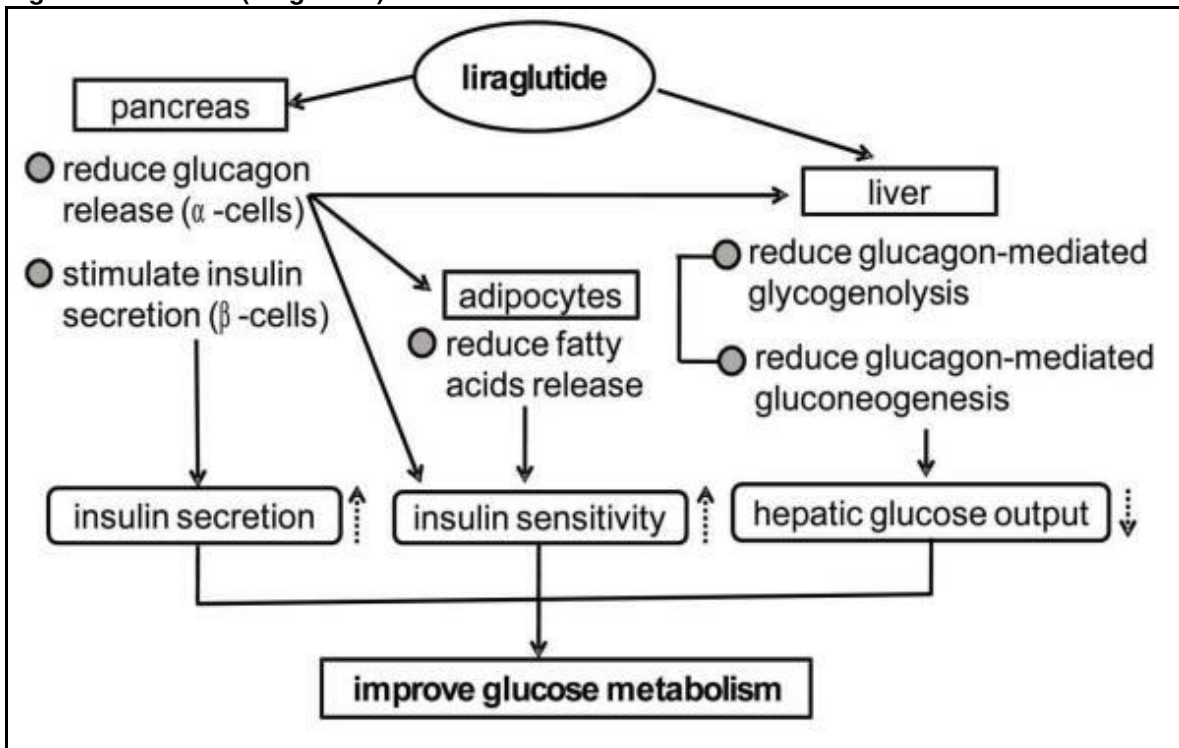 liraglutide
pancreas
reduce glucagon
release (α -cells)
stimulate insulin
secretion (β -cells)
liver
adipocytes
reduce fatty
acids release
reduce glucagon-mediated
glycogenolysis
reduce glucagon-mediated
gluconeogenesis
insulin secretion
insulin sensitivity
hepatic glucose output
improve glucose metabolism